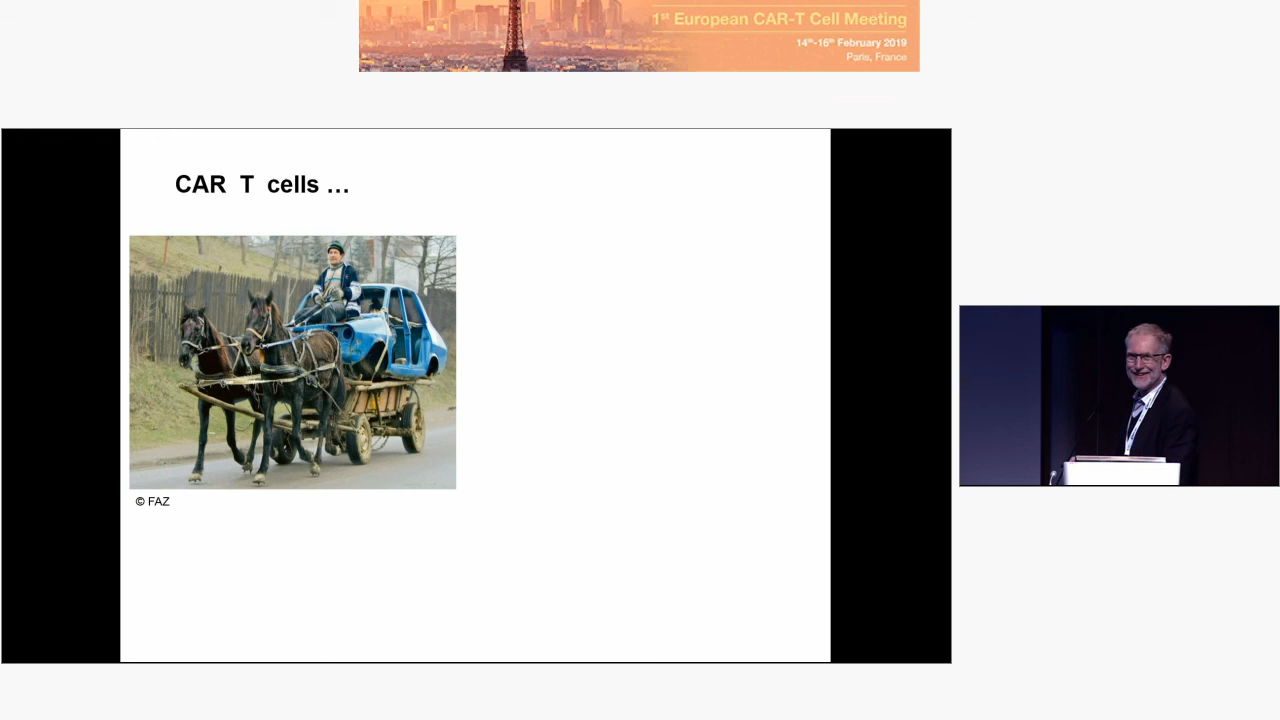 1st European CAR-T Cell Meeting
14th-16th February 2019
Paris, France
CAR T cells …
© FAZ